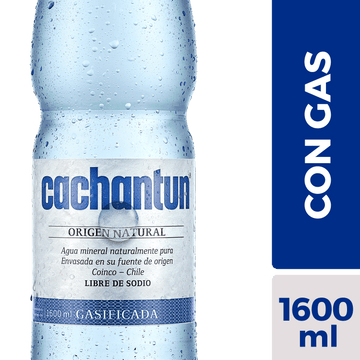 cachantun
ORIGEN NATURAL
Agua mineral naturalmente pura
Envasada en su fuente de origen
Coinco – Chile
LIBRE DE SODIO
1600 ml GASIFICADA
CON GAS
1600
ml